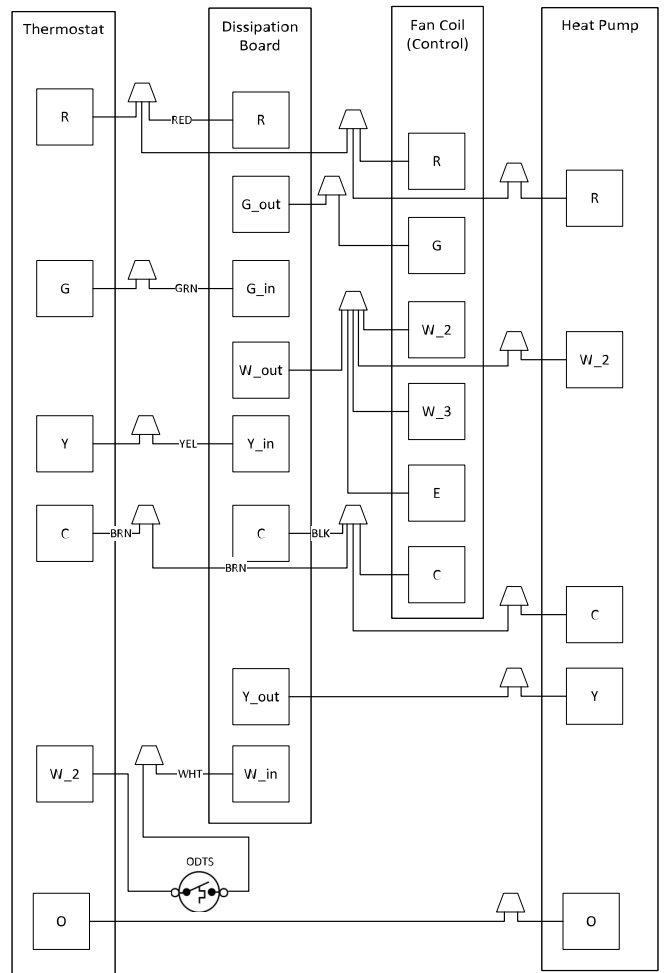 Thermostat
Dissipation
Board
Fan Coil
(Control)
Heat Pump
R
RED
R
R
R
G_out
G
G
GRN
G_in
W_2
W_2
W_out
W_3
Y
YEL
Y_in
E
C
BRN
C
BLK
BRN
C
C
Y_out
Y
W_2
WHT
W_in
ODTS
O
O